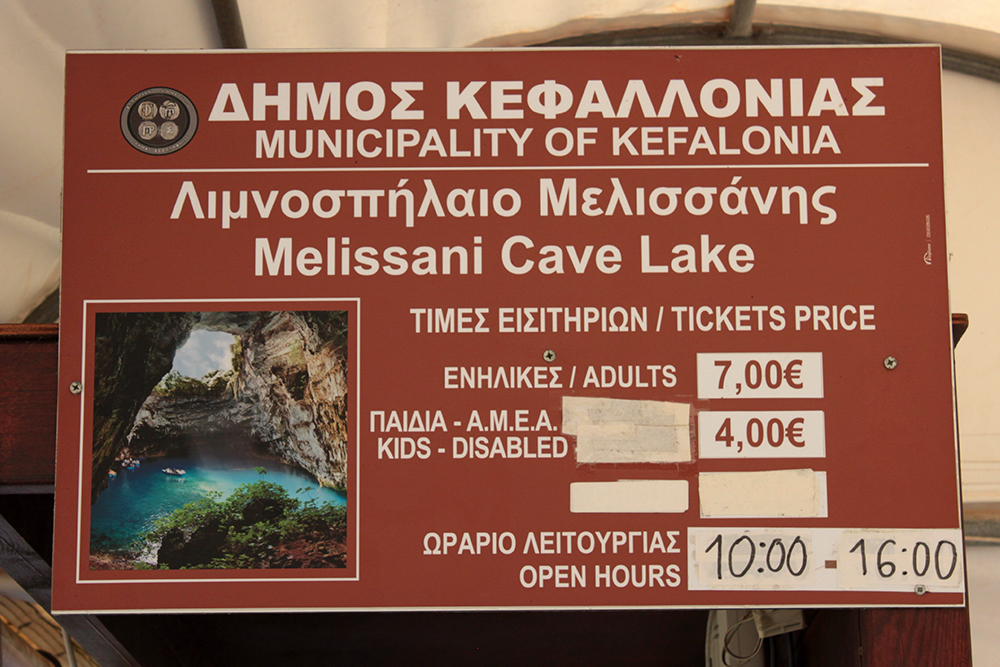 ΔΗΜΟΣ ΚΕΦΑΛΛΟΝΙΑΣ
MUNICIPALITY OF KEFALONIA
Λιμνοσπήλαιο Μελισσάνης
Melissani Cave Lake
ΤΙΜΕΣ ΕΙΣΙΤΗΡΙΩΝ / TICKETS PRICE
ΕΝΗΛΙΚΕΣ / ADULTS 7,00€
ΠΑΙΔΙΑ - Α.Μ.Ε.Α.
KIDS - DISABLED 4,00€
ΩΡΑΡΙΟ ΛΕΙΤΟΥΡΓΙΑΣ
OPEN HOURS 10:00 - 16:00